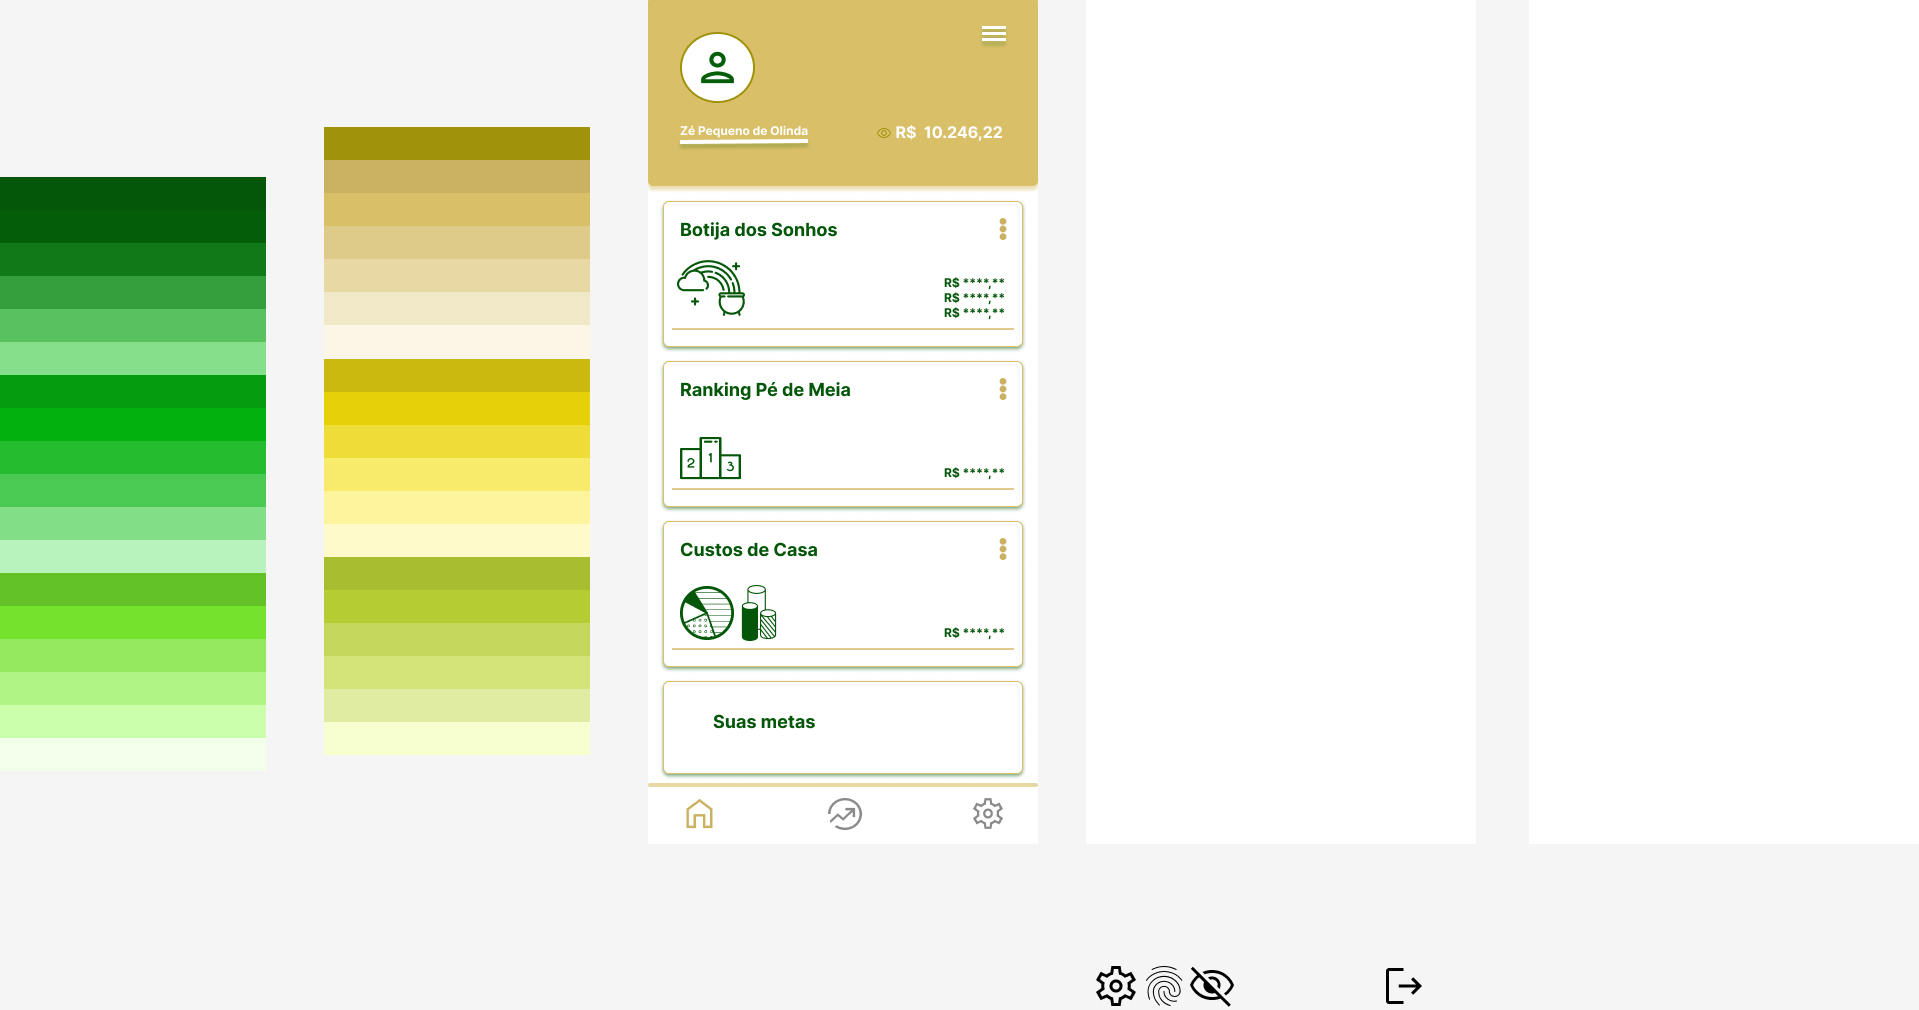 Zé Pequeno de Olinda
R$ 10.246,22
Botija dos Sonhos
R$ ****,**
R$ ****,**
R$ ****,**
Ranking Pé de Meia
2 1 3
R$ ****,**
Custos de Casa
R$ ****,**
Suas metas